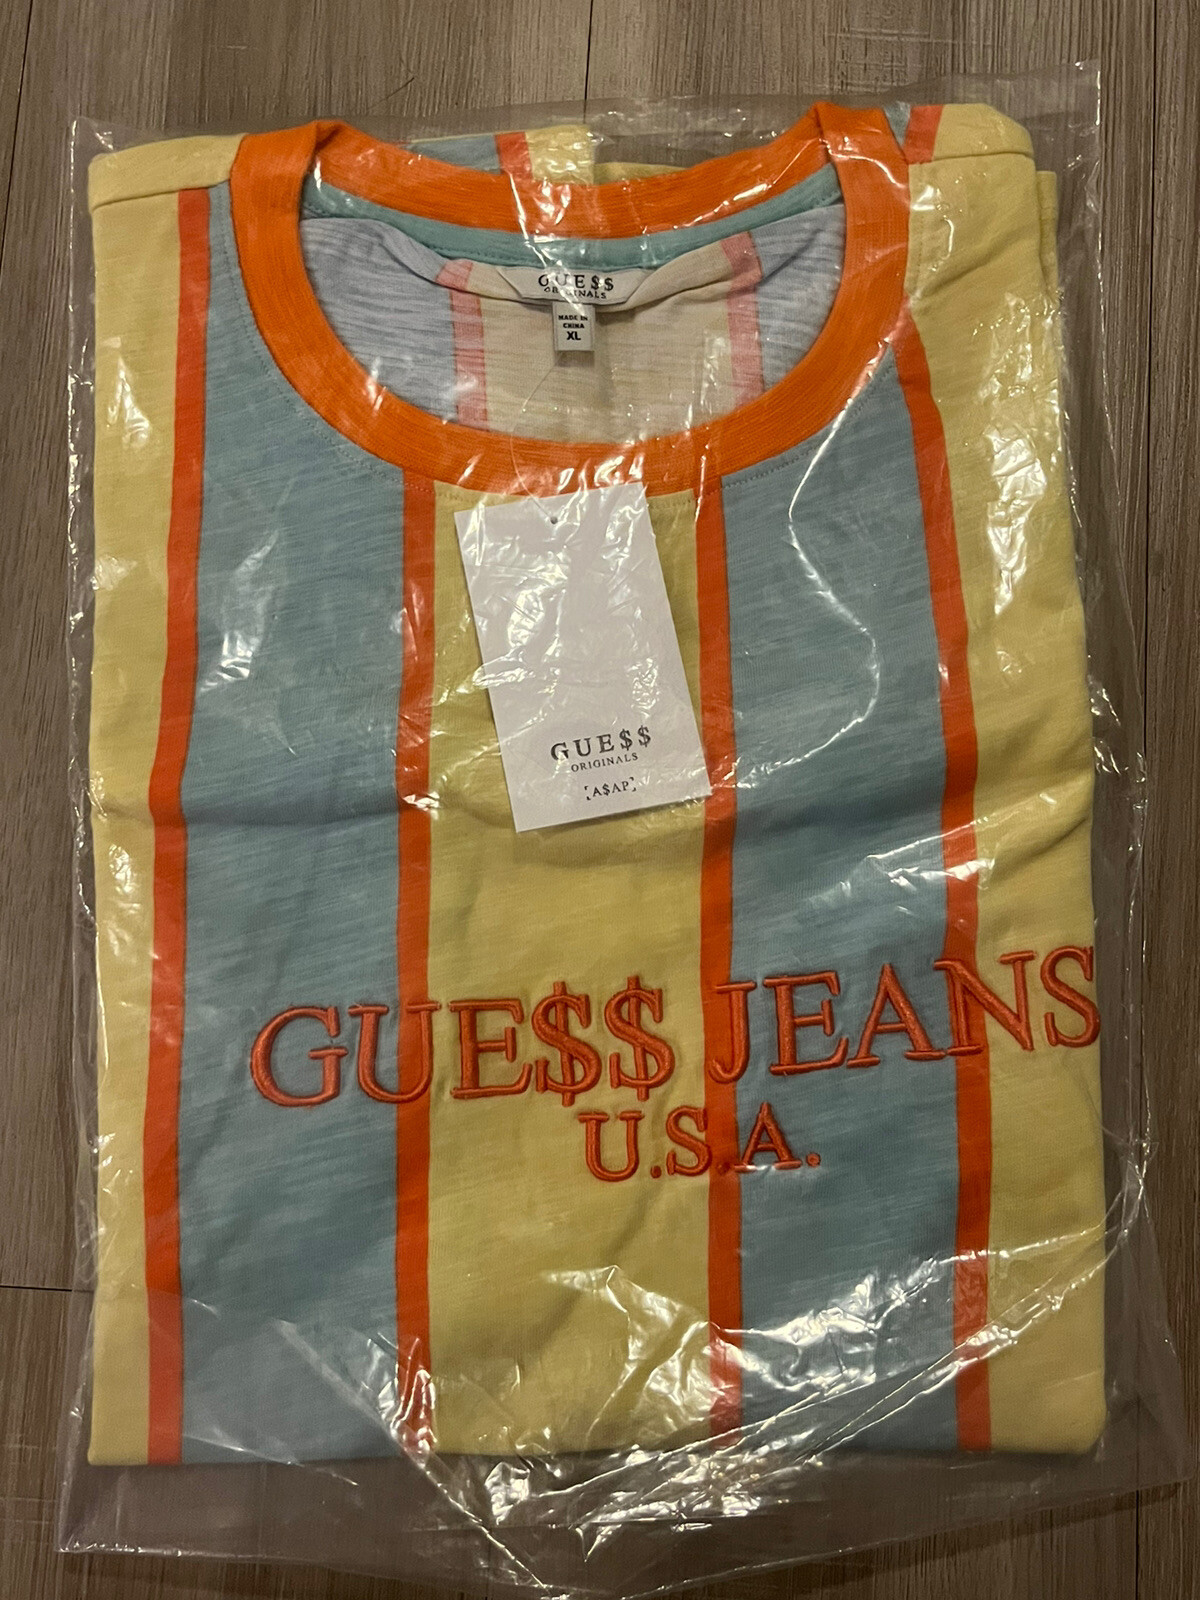 GUE$$
ORIGINALS
MADE IN
CHINA
XL
GUE$$
ORIGINALS
[A$AP]
GUE$$ JEANS
U.S.A.